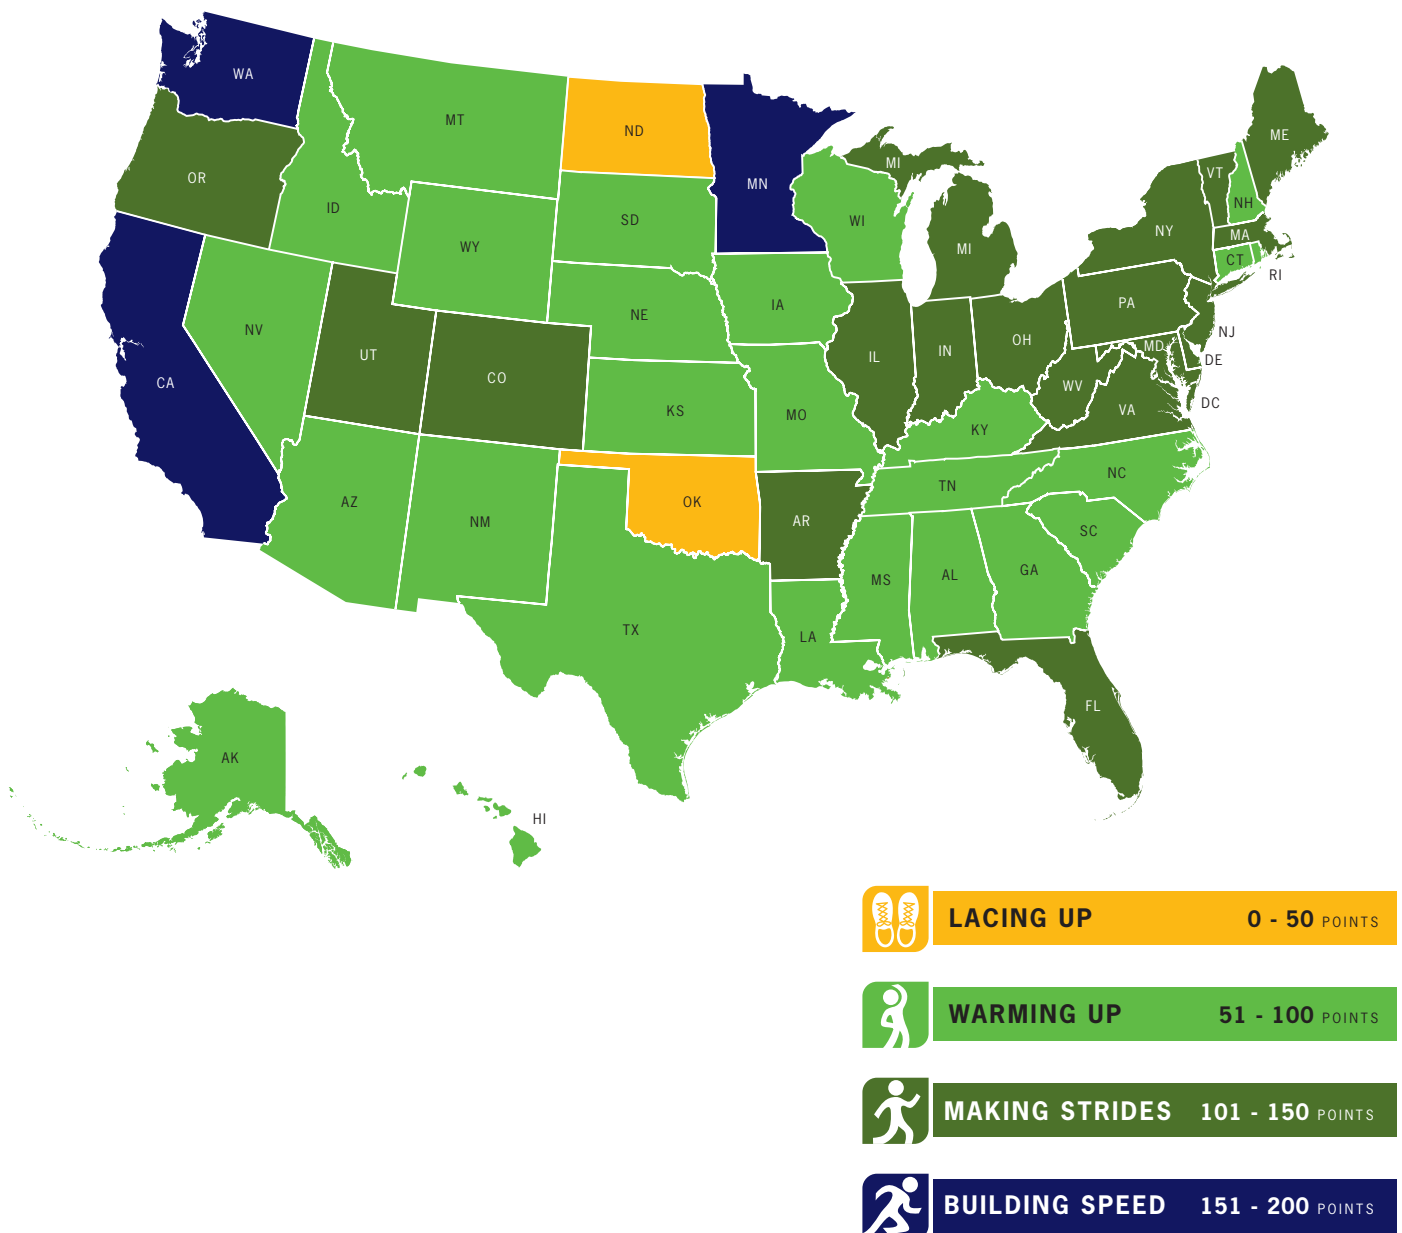 WA
MT
ND
OR
MN
MI
ME
VT
ID
SD
WI
NH
WY
NY
MA
MI
CT
RI
IA
PA
NV
NE
NJ
UT
CO
IL
IN
OH
MD
DE
CA
WV
DC
KS
MO
VA
KY
NC
TN
AZ
NM
OK
AR
SC
MS
AL
GA
TX
LA
FL
AK
HI
LACING UP 0 - 50 POINTS
WARMING UP 51 - 100 POINTS
MAKING STRIDES 101 - 150 POINTS
BUILDING SPEED 151 - 200 POINTS